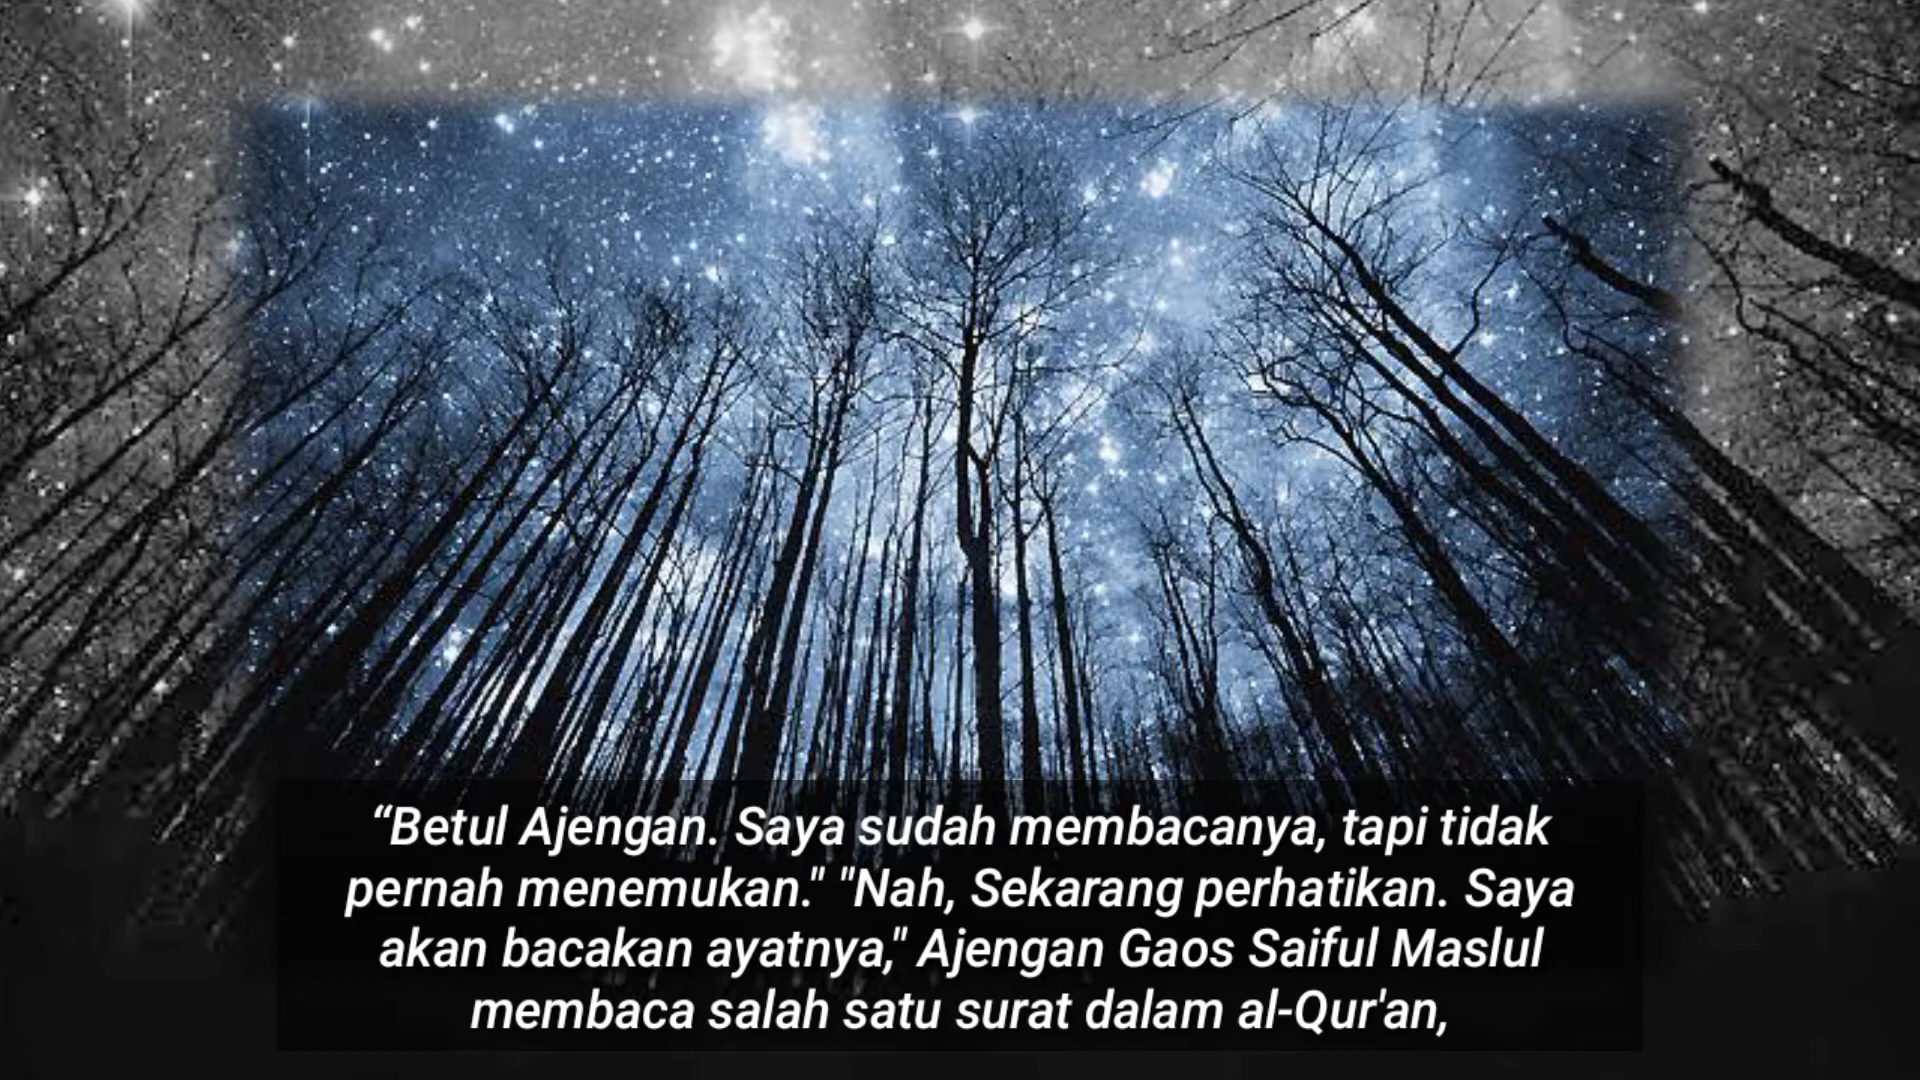 “Betul Ajengan. Saya sudah membacanya, tapi tidak
pernah menemukan." "Nah, Sekarang perhatikan. Saya
akan bacakan ayatnya," Ajengan Gaos Saiful Maslul
membaca salah satu surat dalam al-Qur'an,